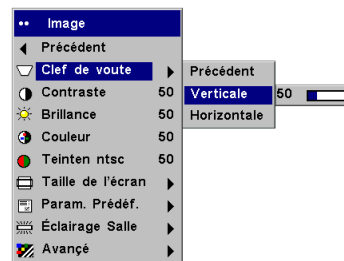 Image
Précédent
Clef de voute
Précédent
Contraste 50
Verticale 50
Brillance 50
Horizontale
Couleur 50
Teinten ntsc 50
Taille de l'écran
Param. Prédéf.
Éclairage Salle
Avançé